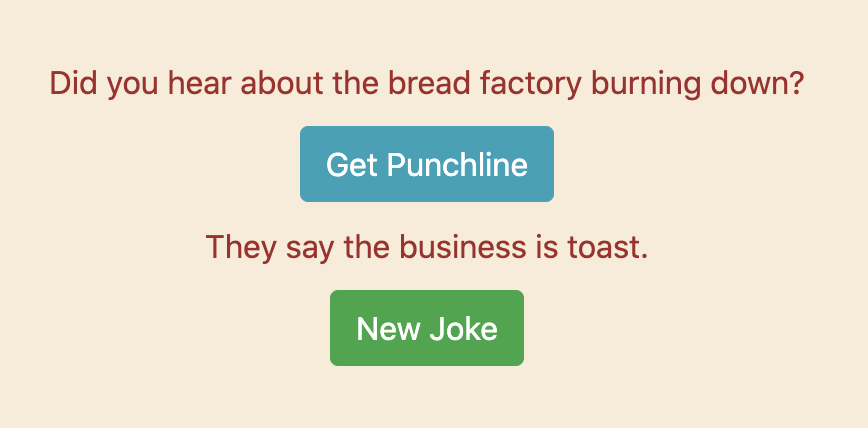 Did you hear about the bread factory burning down?
Get Punchline
They say the business is toast.
New Joke